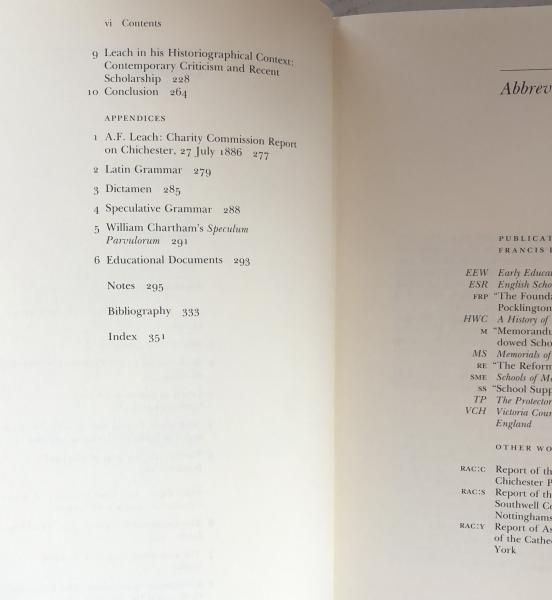 vi Contents
9 Leach in his Historiographical Context:
Contemporary Criticism and Recent
Scholarship 228
10 Conclusion 264
APPENDICES
1 A.F. Leach: Charity Commission Report
on Chichester, 27 July 1886 277
2 Latin Grammar 279
3 Dictamen 285
4 Speculative Grammar 288
5 William Chartham's Speculum
Parvulorum 291
6 Educational Documents 293
Notes 295
Bibliography 333
Index 351
Abbrev
PUBLICAT
FRANCIS
EEW Early Educa
ESR English Scho
FRP "The Founda
Pocklington
HWC A History of
M "Memorandu
dowed Scho
MS Memorials of
RE "The Reform
SME Schools of Me
SS "School Supp
TP The Protector
VCH Victoria Coun
England
OTHER WO
RAC:C Report of th
Chichester P
RAC:S Report of th
Southwell Co
Nottinghams
RAC:Y Report of As
of the Cathe
York